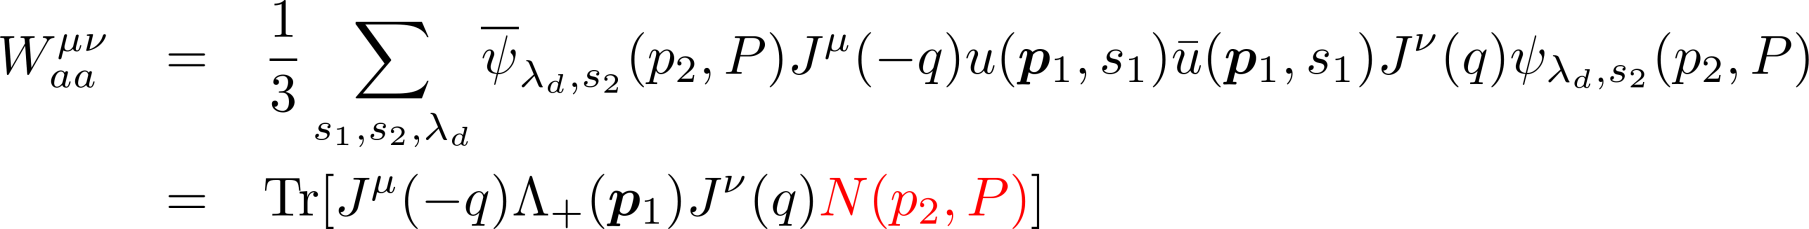 $W_{aa}^{\mu\nu} = \frac{1}{3} \sum_{s_1,s_2,\lambda_d} \overline{\psi}_{\lambda_d,s_2}(p_2,P) J^{\mu}(-q) u(\boldsymbol{p}_1,s_1) \bar{u}(\boldsymbol{p}_1,s_1) J^{\nu}(q) \psi_{\lambda_d,s_2}(p_2,P)$
$= \mathrm{Tr}[J^{\mu}(-q) \Lambda_{+}(\boldsymbol{p}_1) J^{\nu}(q) N(p_2,P)]$